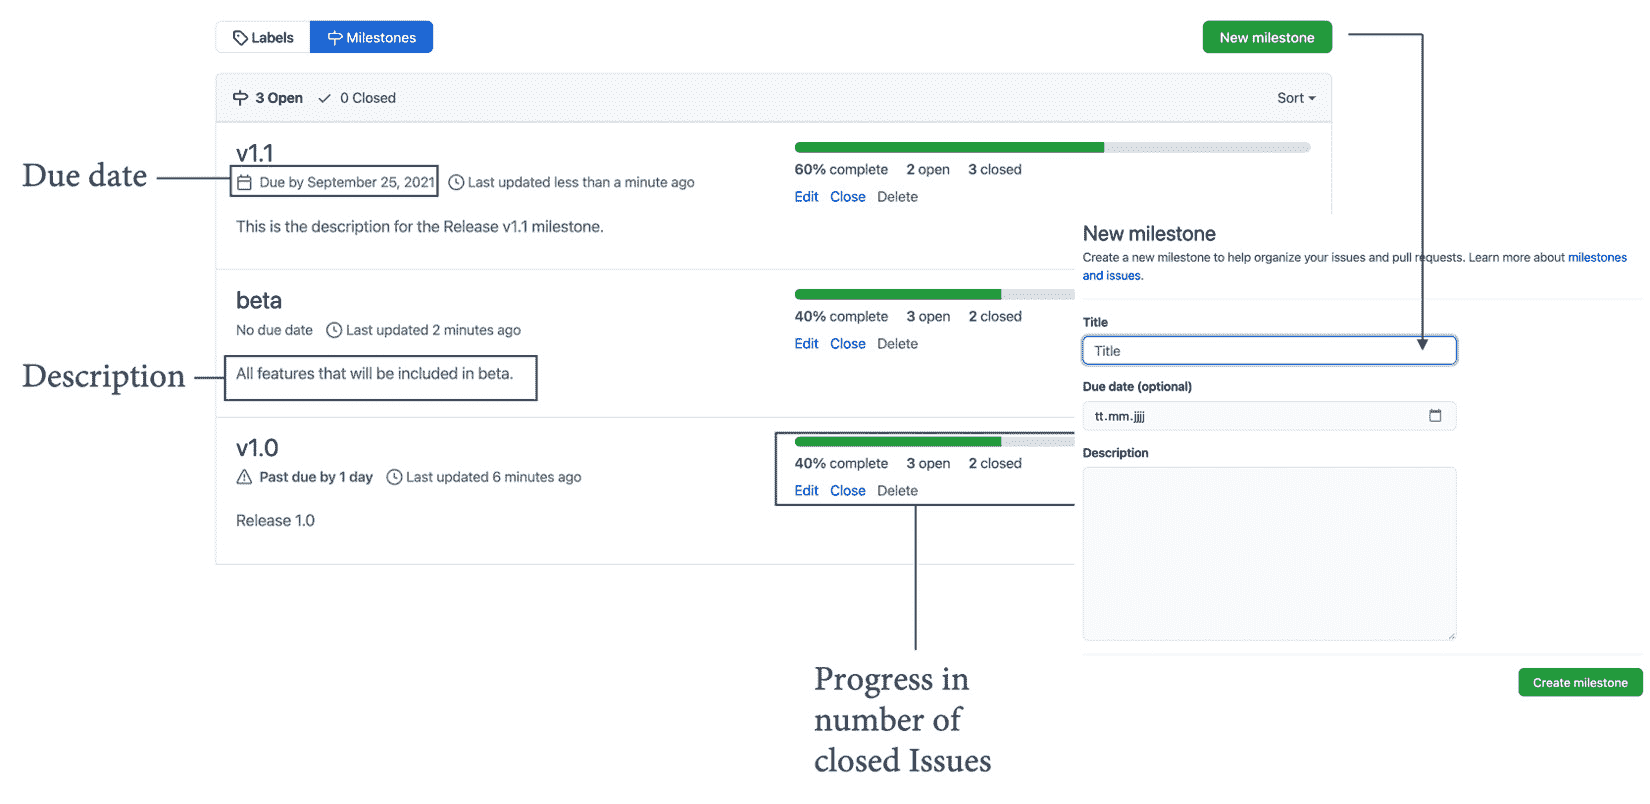 Labels
Milestones
New milestone
3 Open
0 Closed
Sort
v1.1
Due date
Due by September 25, 2021
Last updated less than a minute ago
This is the description for the Release v1.1 milestone.
60% complete 2 open 3 closed
Edit Close Delete
beta
No due date
Last updated 2 minutes ago
Description
All features that will be included in beta.
40% complete 3 open 2 closed
Edit Close Delete
v1.0
Past due by 1 day
Last updated 6 minutes ago
Release 1.0
40% complete 3 open 2 closed
Edit Close Delete
Progress in
number of
closed Issues
New milestone
Create a new milestone to help organize your issues and pull requests. Learn more about milestones
and issues.
Title
Title
Due date (optional)
tt.mm.jjjj
Description
Create milestone